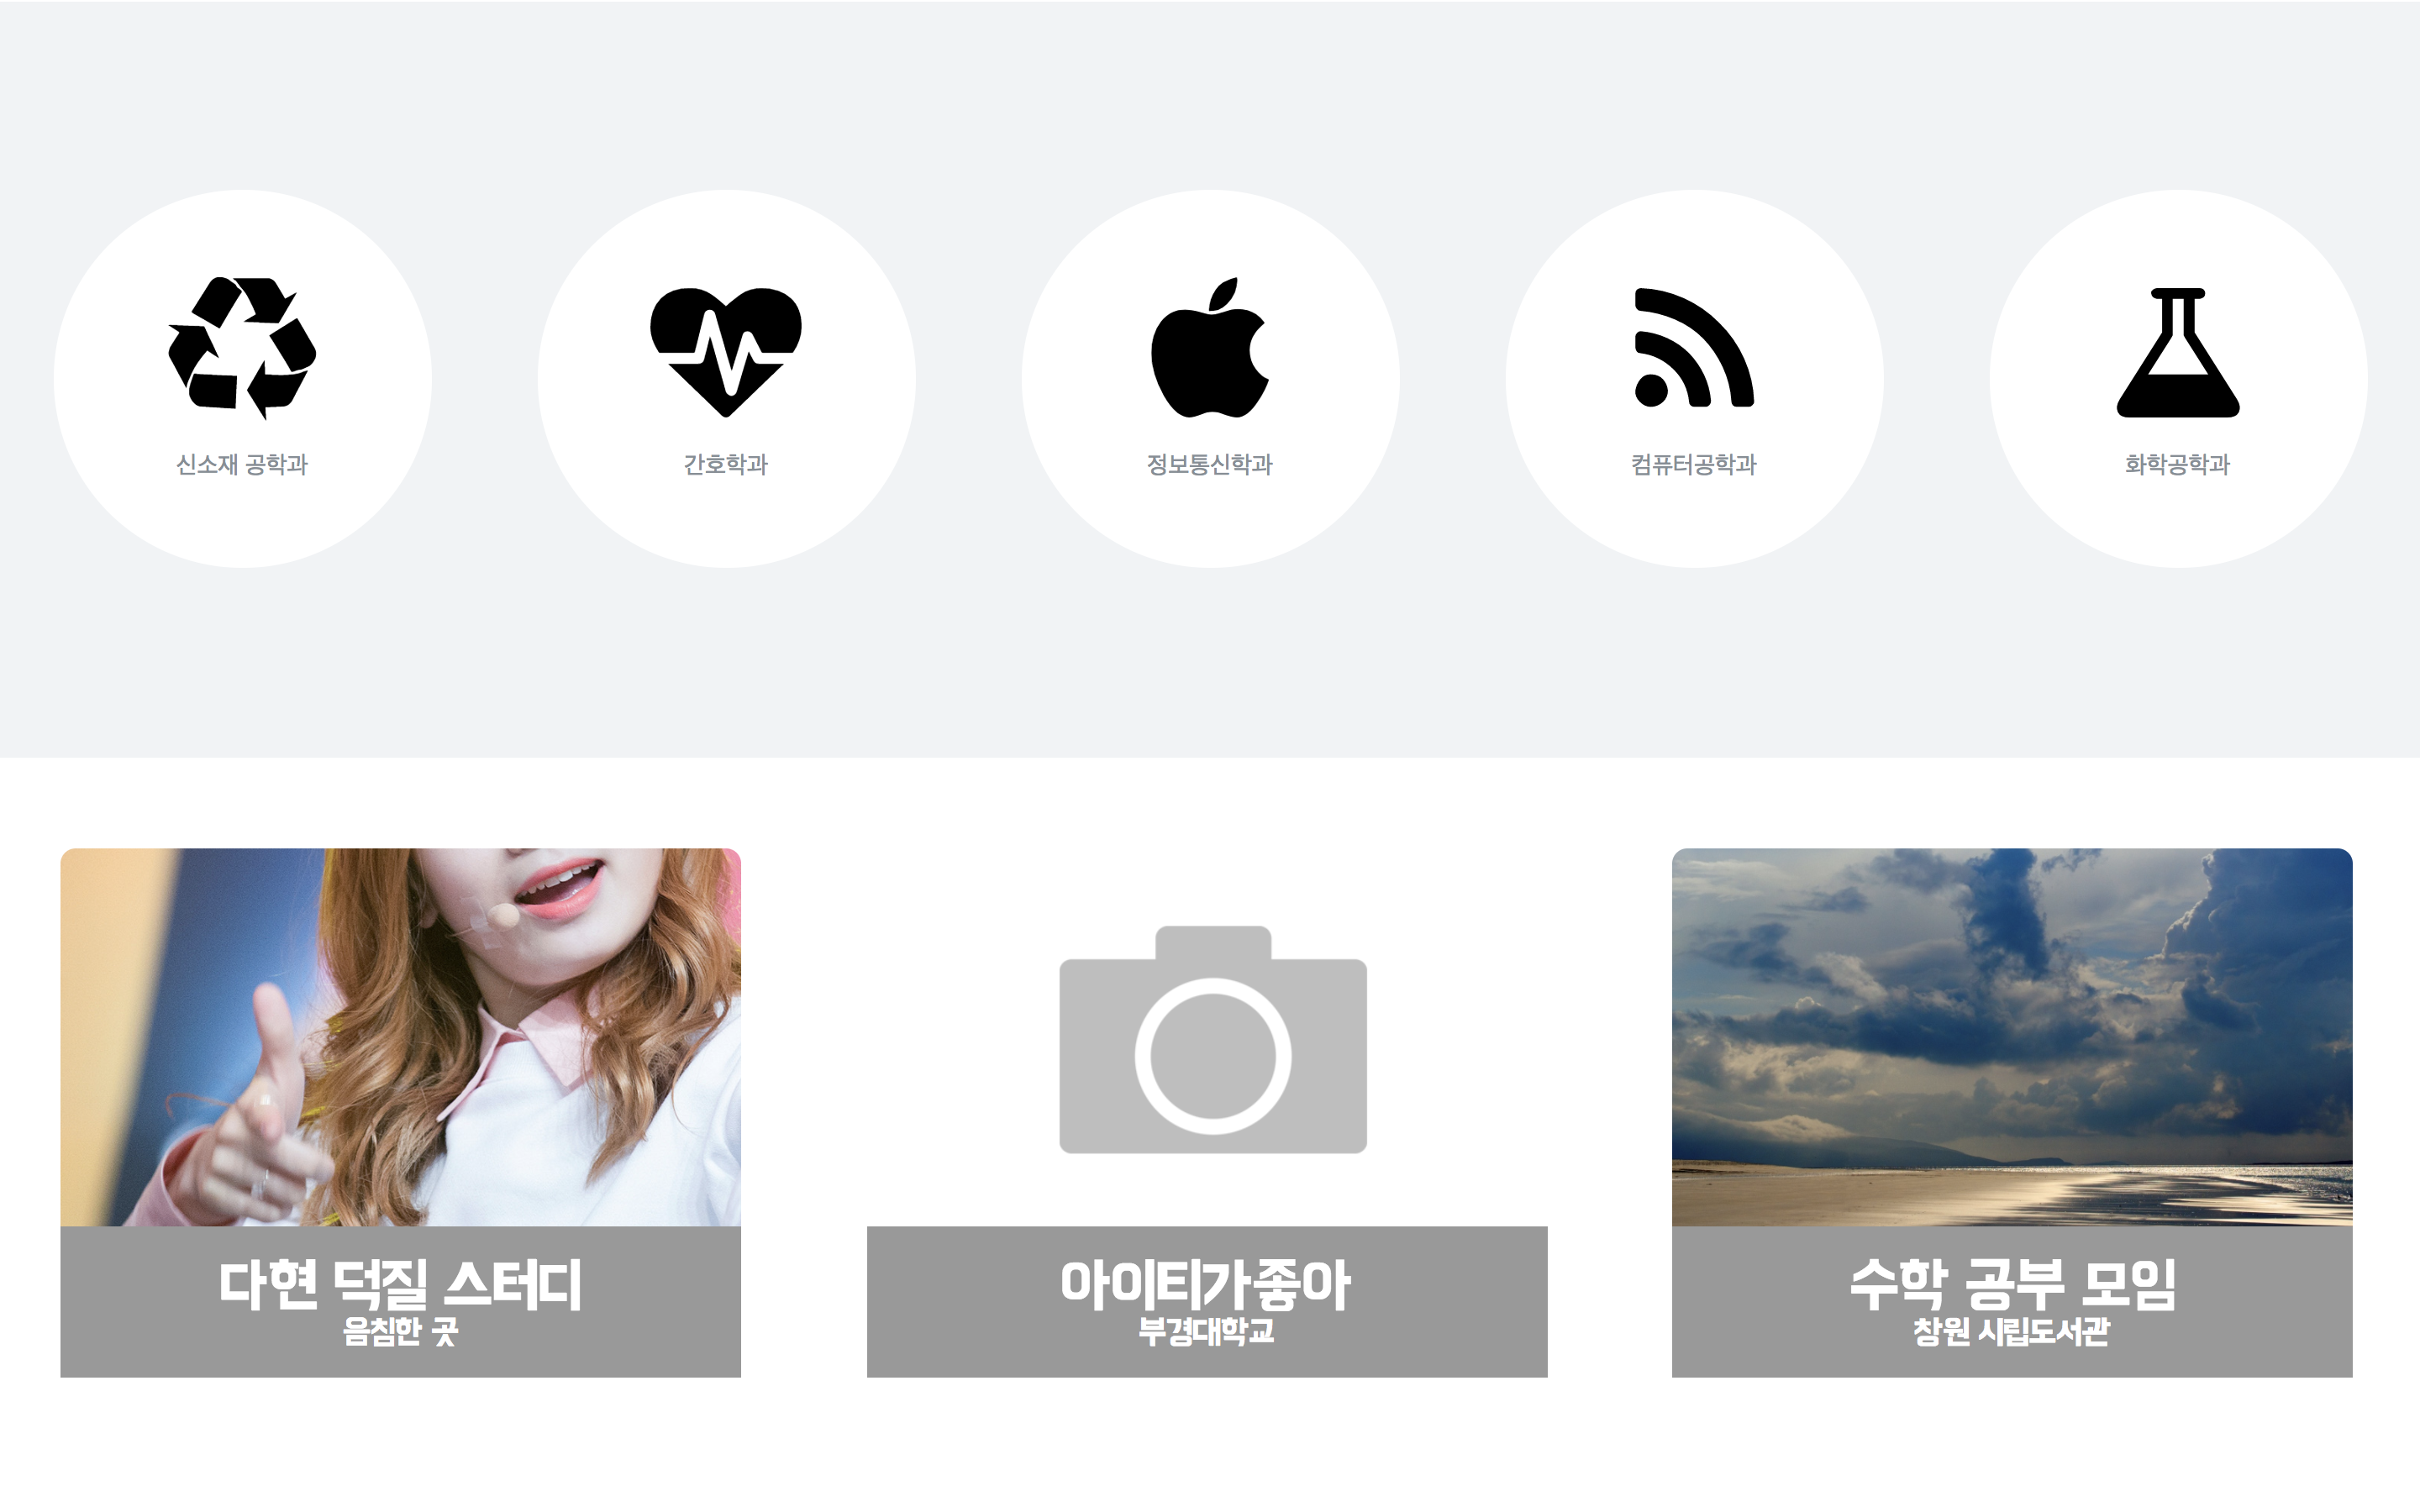 신소재 공학과
간호학과
정보통신학과
컴퓨터공학과
화학공학과
다현 덕질 스터디
음침한 곳
아이티가좋아
부경대학교
수학 공부 모임
창원 시립도서관